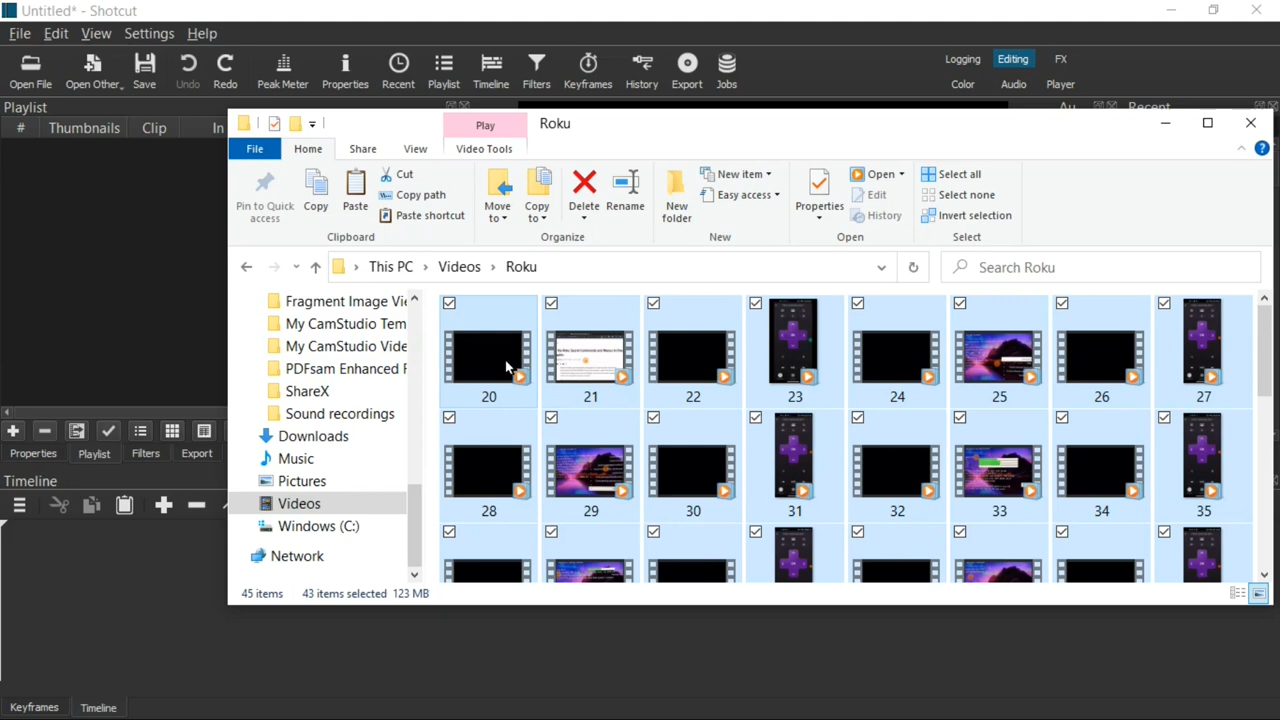 Untitled* - Shotcut
File Edit View Settings Help
Open File Open Other... Save Undo Redo Peak Meter Properties Recent Playlist Timeline Filters Keyframes History Export Jobs
Logging Editing FX
Color Audio Player
Playlist
# Thumbnails Clip In
Au Recent
Play Roku
File Home Share View Video Tools
Pin to Quick access
Copy
Paste
Cut
Copy path
Paste shortcut
Clipboard
Move to
Copy to
Delete
Rename
Organize
New folder
New item
Easy access
New
Properties
Open
Edit
History
Open
Select all
Select none
Invert selection
Select
This PC > Videos > Roku
Search Roku
Fragment Image Vie
My CamStudio Tem
My CamStudio Vide
PDFsam Enhanced
ShareX
Sound recordings
Downloads
Music
Pictures
Videos
Windows (C:)
Network
20 21 22 23 24 25 26 27
28 29 30 31 32 33 34 35
45 items 43 items selected 123 MB
Properties Playlist Filters Export
Timeline
Keyframes Timeline